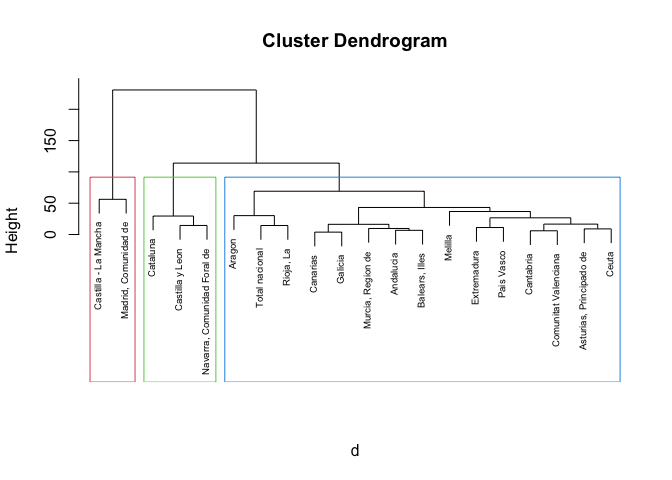 Cluster Dendrogram
Height
150
50
0
Castilla - La Mancha
Madrid, Comunidad de
Cataluna
Castilla y Leon
Navarra, Comunidad Foral de
Aragon
Total nacional
Rioja, La
Canarias
Galicia
Murcia, Region de
Andalucia
Balears, Illes
Melilla
Extremadura
Pais Vasco
Cantabria
Comunitat Valenciana
Asturias, Principado de
Ceuta
d